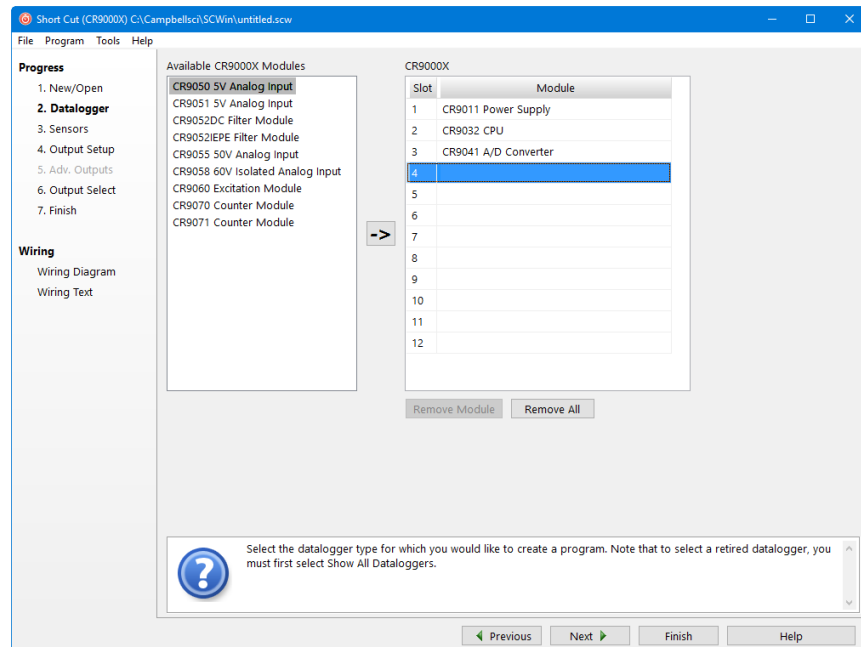 Short Cut (CR9000X) C:\Campbellsci\SCWin\untitled.scw
File Program Tools Help
Progress
1. New/Open
2. Datalogger
3. Sensors
4. Output Setup
5. Adv. Outputs
6. Output Select
7. Finish
Wiring
Wiring Diagram
Wiring Text
Available CR9000X Modules
CR9050 5V Analog Input
CR9051 5V Analog Input
CR9052DC Filter Module
CR9052IEPE Filter Module
CR9055 50V Analog Input
CR9058 60V Isolated Analog Input
CR9060 Excitation Module
CR9070 Counter Module
CR9071 Counter Module
->
CR9000X
Slot Module
1 CR9011 Power Supply
2 CR9032 CPU
3 CR9041 A/D Converter
4
5
6
7
8
9
10
11
12
Remove Module Remove All
?
Select the datalogger type for which you would like to create a program. Note that to select a retired datalogger, you
must first select Show All Dataloggers.
Previous Next Finish Help